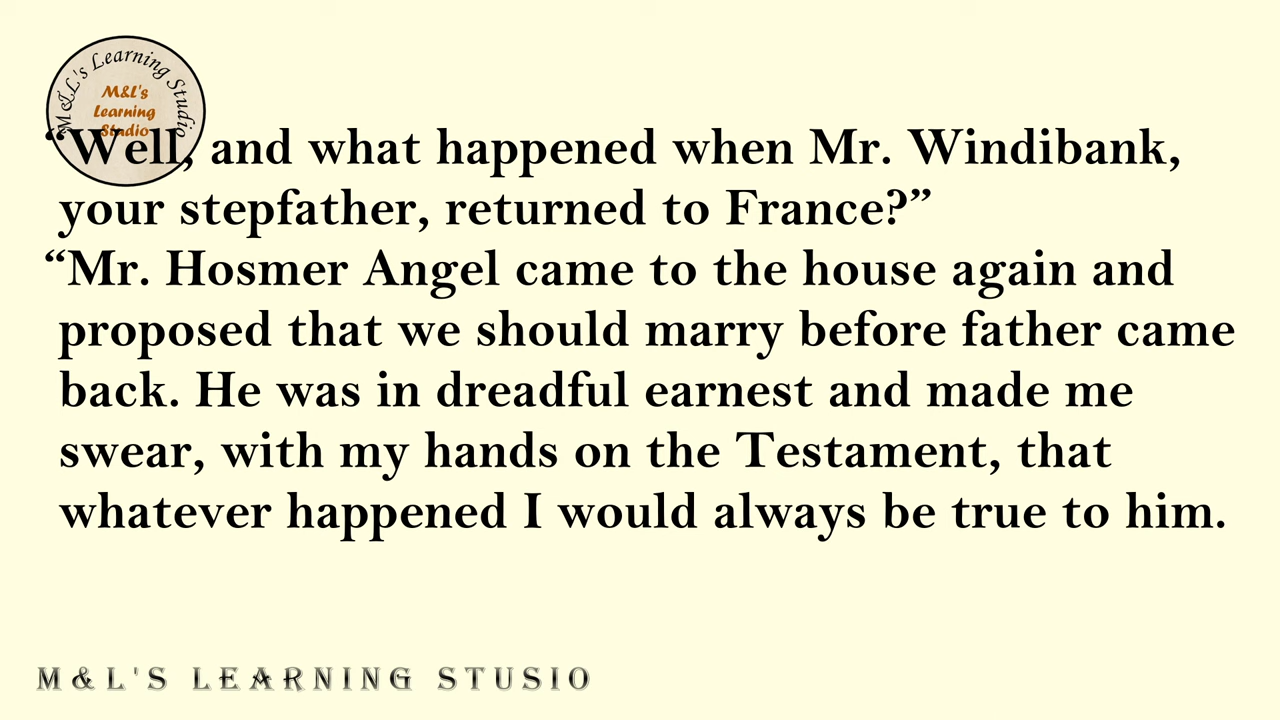 M&L's Learning Studio
M&L's
Learning
Studio
“Well, and what happened when Mr. Windibank,
your stepfather, returned to France?”
“Mr. Hosmer Angel came to the house again and
proposed that we should marry before father came
back. He was in dreadful earnest and made me
swear, with my hands on the Testament, that
whatever happened I would always be true to him.
M&L'S LEARNING STUSIO